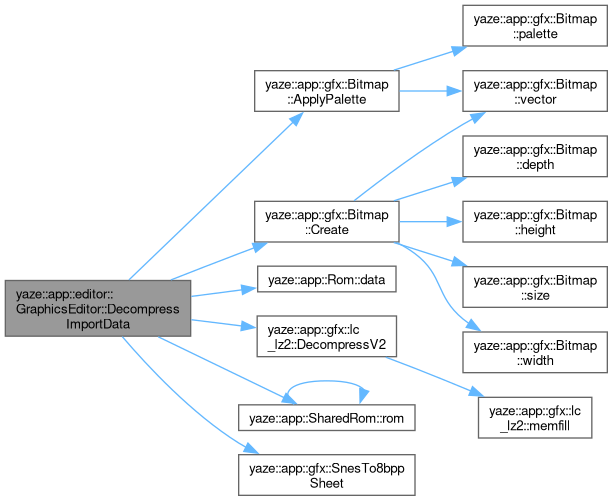 yaze::app::editor::
GraphicsEditor::Decompress
ImportData
yaze::app::gfx::Bitmap
::ApplyPalette
yaze::app::gfx::Bitmap
::palette
yaze::app::gfx::Bitmap
::vector
yaze::app::gfx::Bitmap
::Create
yaze::app::gfx::Bitmap
::depth
yaze::app::gfx::Bitmap
::height
yaze::app::gfx::Bitmap
::size
yaze::app::gfx::Bitmap
::width
yaze::app::Rom::data
yaze::app::gfx::lc
_lz2::DecompressV2
yaze::app::gfx::lc
_lz2::memfill
yaze::app::SharedRom::rom
yaze::app::gfx::SnesTo8bpp
Sheet